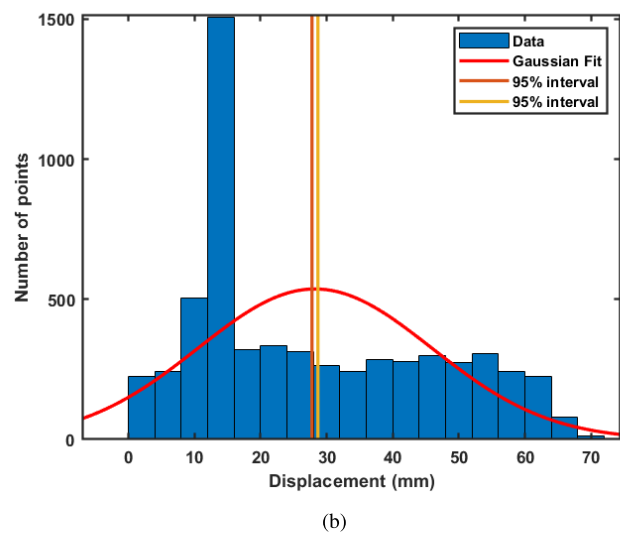 1500
1000
500
0
Number of points
Data
Gaussian Fit
95% interval
95% interval
0 10 20 30 40 50 60 70
Displacement (mm)
(b)